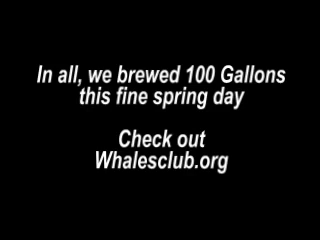 In all, we brewed 100 Gallons
this fine spring day
Check out
Whalesclub.org